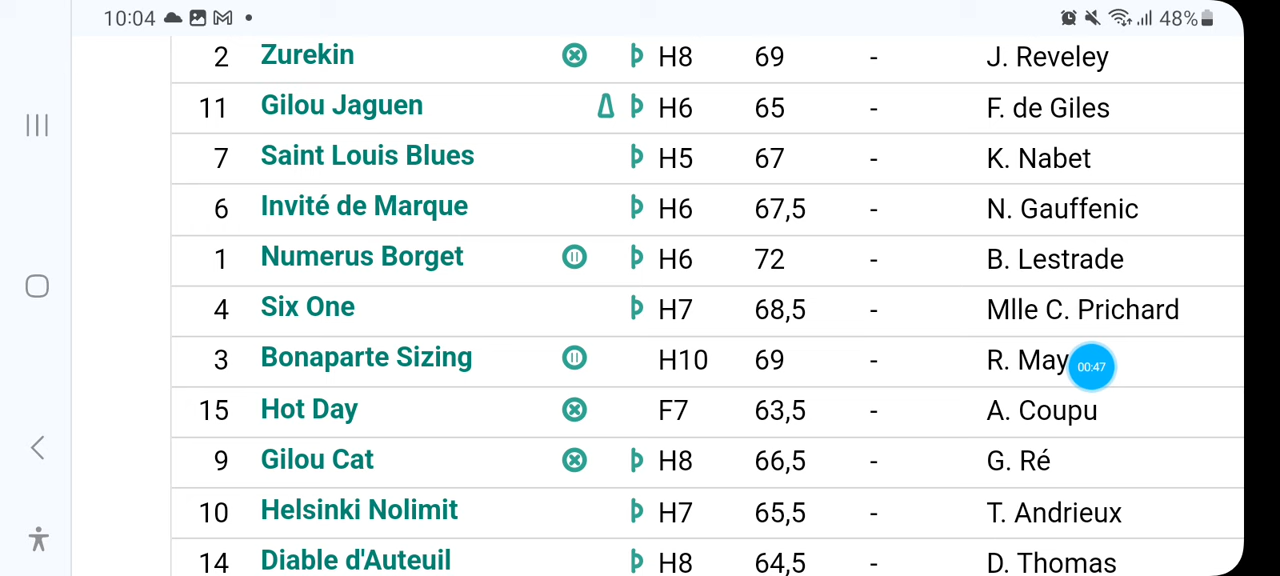 10:04 48%
2 Zurekin H8 69 - J. Reveley
11 Gilou Jaguen H6 65 - F. de Giles
7 Saint Louis Blues H5 67 - K. Nabet
6 Invité de Marque H6 67,5 - N. Gauffenic
1 Numerus Borget H6 72 - B. Lestrade
4 Six One H7 68,5 - Mlle C. Prichard
3 Bonaparte Sizing H10 69 - R. May
00:47
15 Hot Day F7 63,5 - A. Coupu
9 Gilou Cat H8 66,5 - G. Ré
10 Helsinki Nolimit H7 65,5 - T. Andrieux
14 Diable d'Auteuil H8 64,5 - D. Thomas